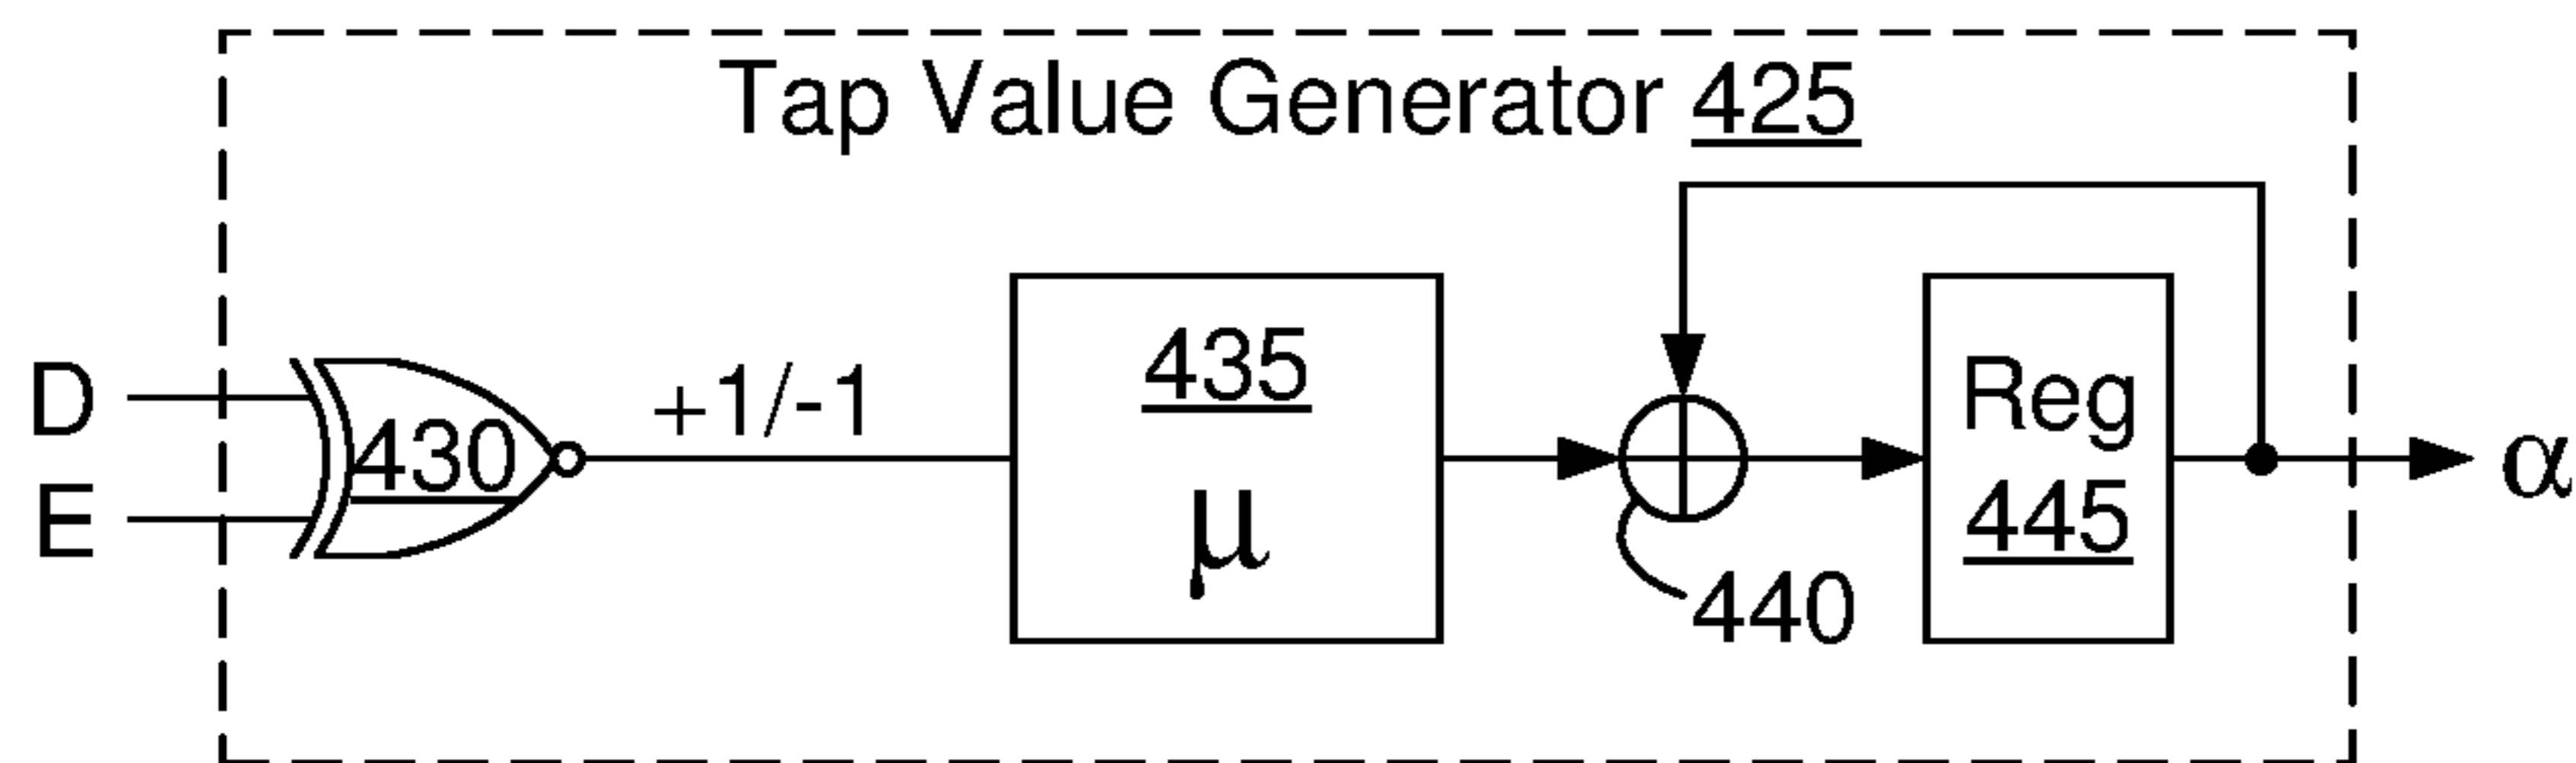 Tap Value Generator 425
D
E
430
+1/-1
435
μ
440
Reg
445
α